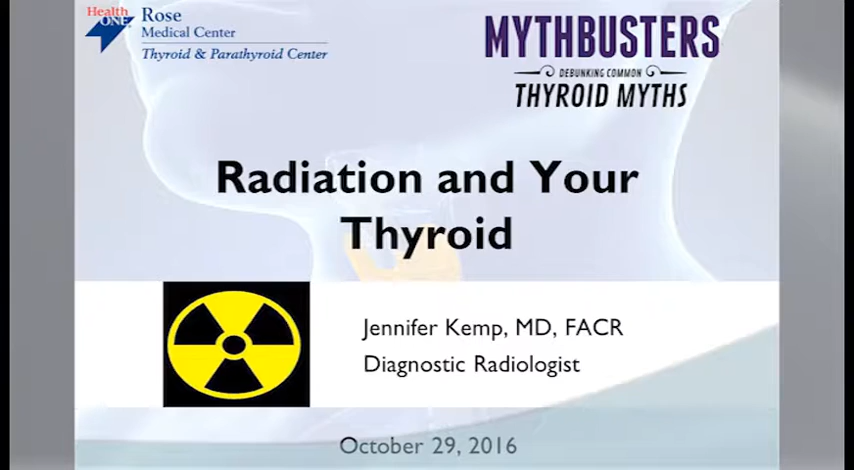 Health
ONE
Rose
Medical Center
Thyroid & Parathyroid Center
MYTHBUSTERS
DEBUNKING COMMON
THYROID MYTHS
Radiation and Your
Thyroid
Jennifer Kemp, MD, FACR
Diagnostic Radiologist
October 29, 2016